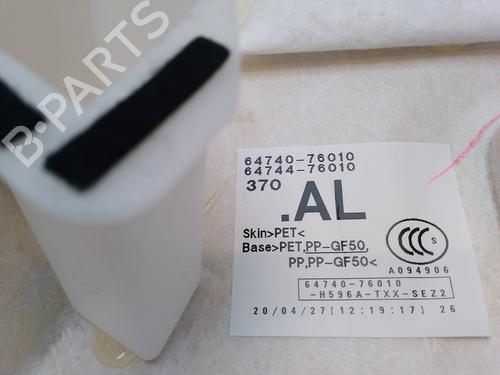 B-PARTS
64740-76010
64744-76010
370
.AL
Skin>PET<
Base>PET,PP-GF50,
PP,PP-GF50<
CCC S
A094906
64740-76010
-H596A-TXX-SEZ2
20/04/27[12:19:17] 26